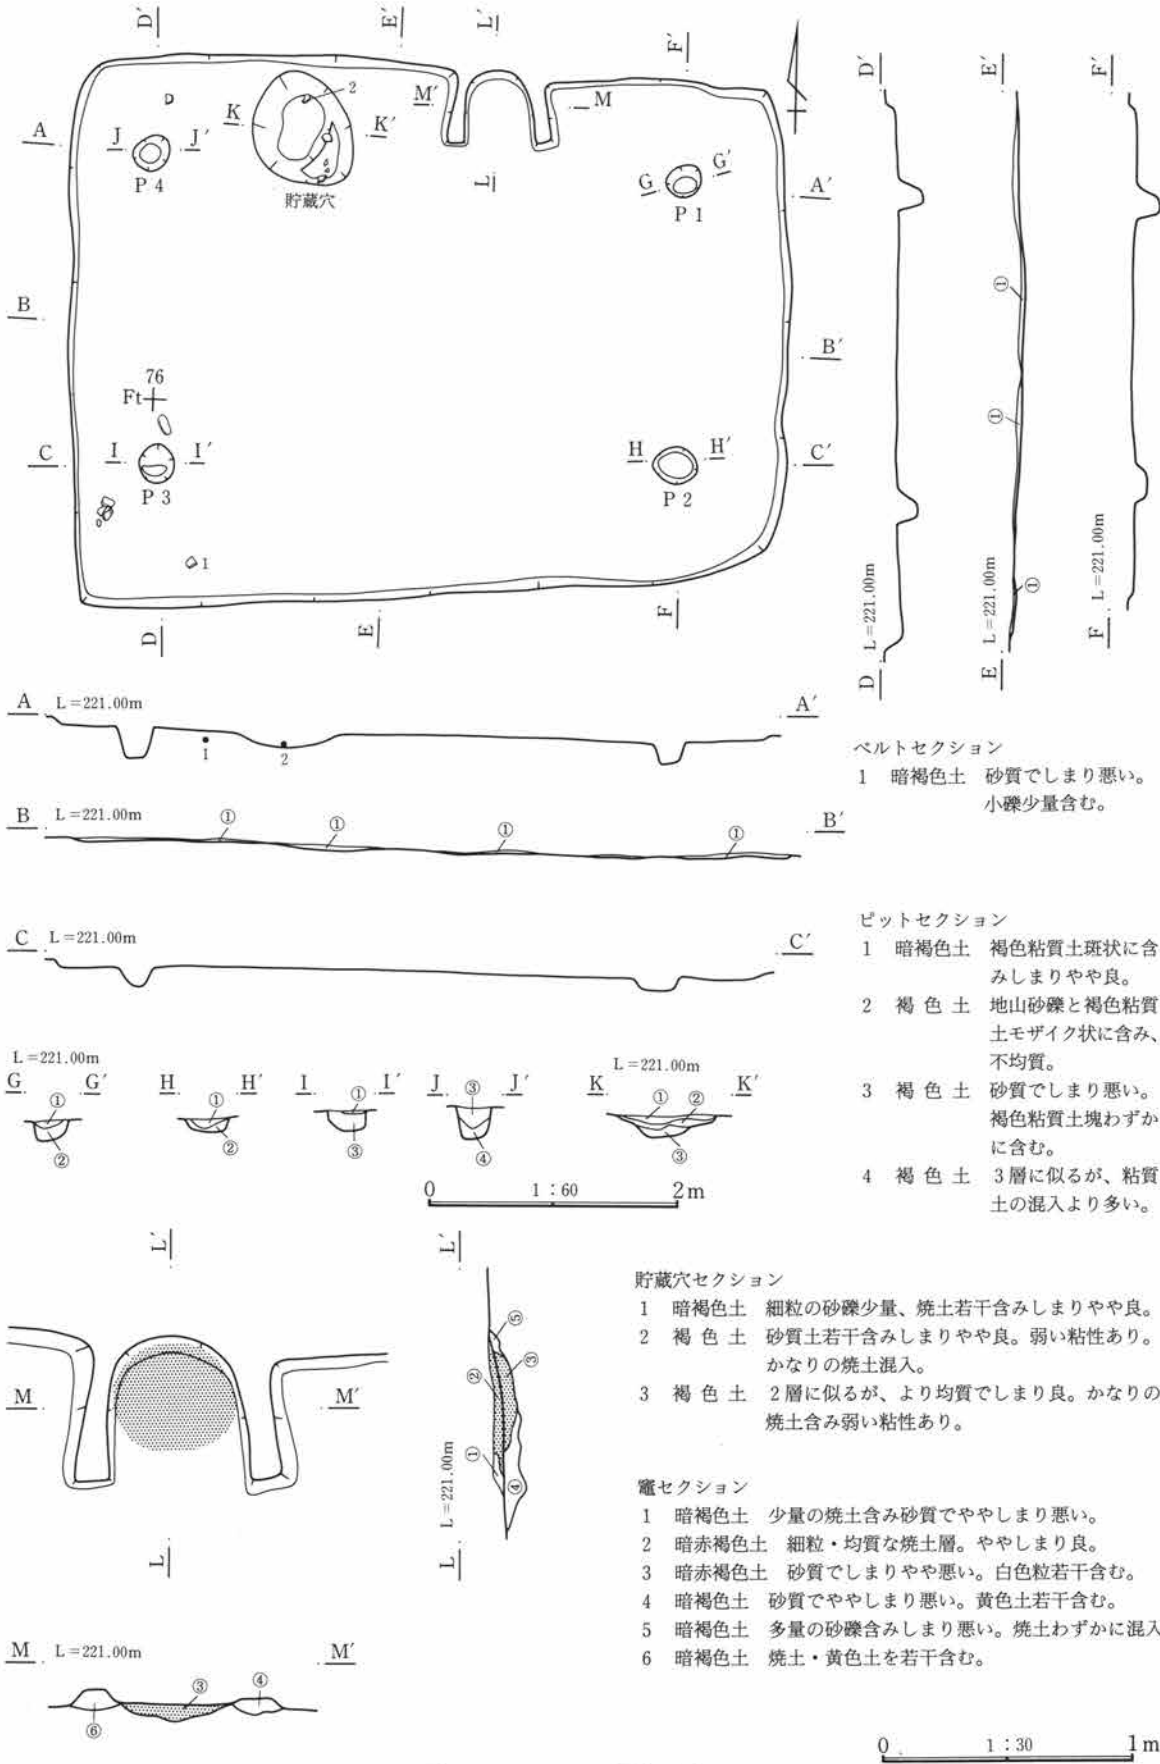 D′
E′
L′
F′
A
J
J′
P 4
K
K′
2
貯蔵穴
M′
M
L
G
G′
P 1
A′
B
B′
76
Ft
C
I
I′
P 3
H
H′
P 2
C′
1
D
E
F
D′
E′
F′
①
①
①
L=221.00m
L=221.00m
L=221.00m
D
E
F
A
L=221.00m
A′
1
2
B
L=221.00m
B′
①
①
①
①
C
L=221.00m
C′
L=221.00m
G
G′
①
②
H
H′
①
②
I
I′
①
③
J
J′
③
④
L=221.00m
K
K′
①
②
③
0 1:60 2m
ベルトセクション
1 暗褐色土 砂質でしまり悪い。
小礫少量含む。
ピットセクション
1 暗褐色土 褐色粘質土斑状に含
みしまりやや良。
2 褐色土 地山砂礫と褐色粘質
土モザイク状に含み、
不均質。
3 褐色土 砂質でしまり悪い。
褐色粘質土塊わずか
に含む。
4 褐色土 3層に似るが、粘質
土の混入より多い。
L′
M
M′
L
L′
⑤
③
②
①
④
L=221.00m
L
貯蔵穴セクション
1 暗褐色土 細粒の砂礫少量、焼土若干含みしまりやや良。
2 褐色土 砂質土若干含みしまりやや良。弱い粘性あり。
かなりの焼土混入。
3 褐色土 2層に似るが、より均質でしまり良。かなりの
焼土含み弱い粘性あり。
竈セクション
1 暗褐色土 少量の焼土含み砂質でややしまり悪い。
2 暗赤褐色土 細粒・均質な焼土層。ややしまり良。
3 暗赤褐色土 砂質でしまりやや悪い。白色粒若干含む。
4 暗褐色土 砂質でややしまり悪い。黄色土若干含む。
5 暗褐色土 多量の砂礫含みしまり悪い。焼土わずかに混入
6 暗褐色土 焼土・黄色土を若干含む。
M
L=221.00m
M′
③
④
⑥
0 1:30 1m